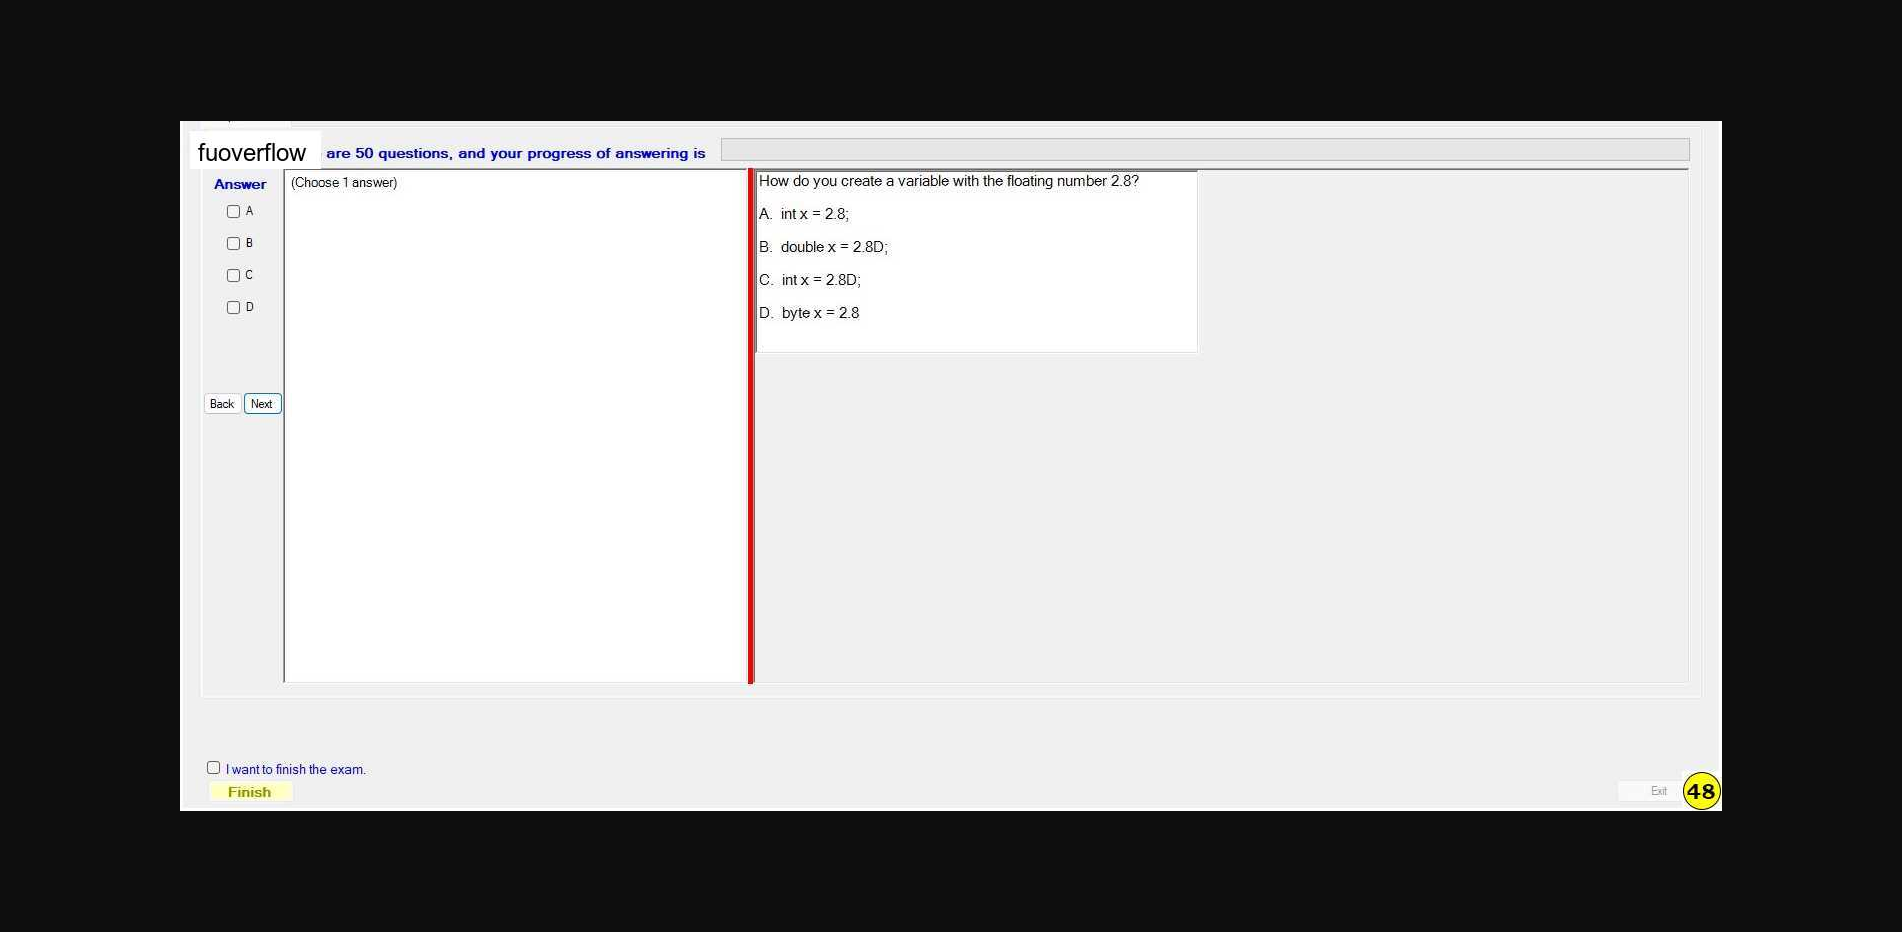 fuoverflow are 50 questions, and your progress of answering is
Answer
A
B
C
D
Back Next
(Choose 1 answer)
How do you create a variable with the floating number 2.8?
A. int x = 2.8;
B. double x = 2.8D;
C. int x = 2.8D;
D. byte x = 2.8
I want to finish the exam.
Finish
Exit
48